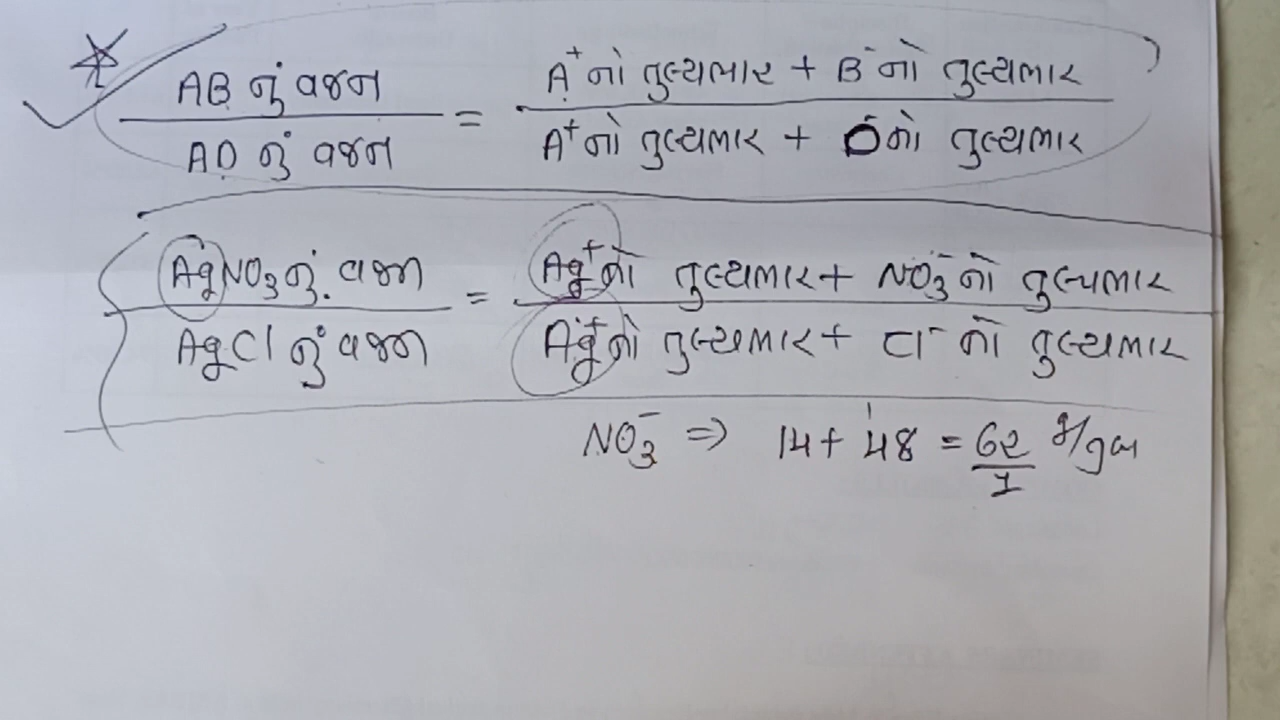 AB નું વજન / AD નું વજન = A⁺ નો તુલ્યભાર + B⁻ નો તુલ્યભાર / A⁺ નો તુલ્યભાર + D⁻ નો તુલ્યભાર
AgNO₃ નું વજન / AgCl નું વજન = Ag⁺ નો તુલ્યભાર + NO₃⁻ નો તુલ્યભાર / Ag⁺ નો તુલ્યભાર + Cl⁻ નો તુલ્યભાર
NO₃⁻ ⇒ 14 + 48 = 62/1